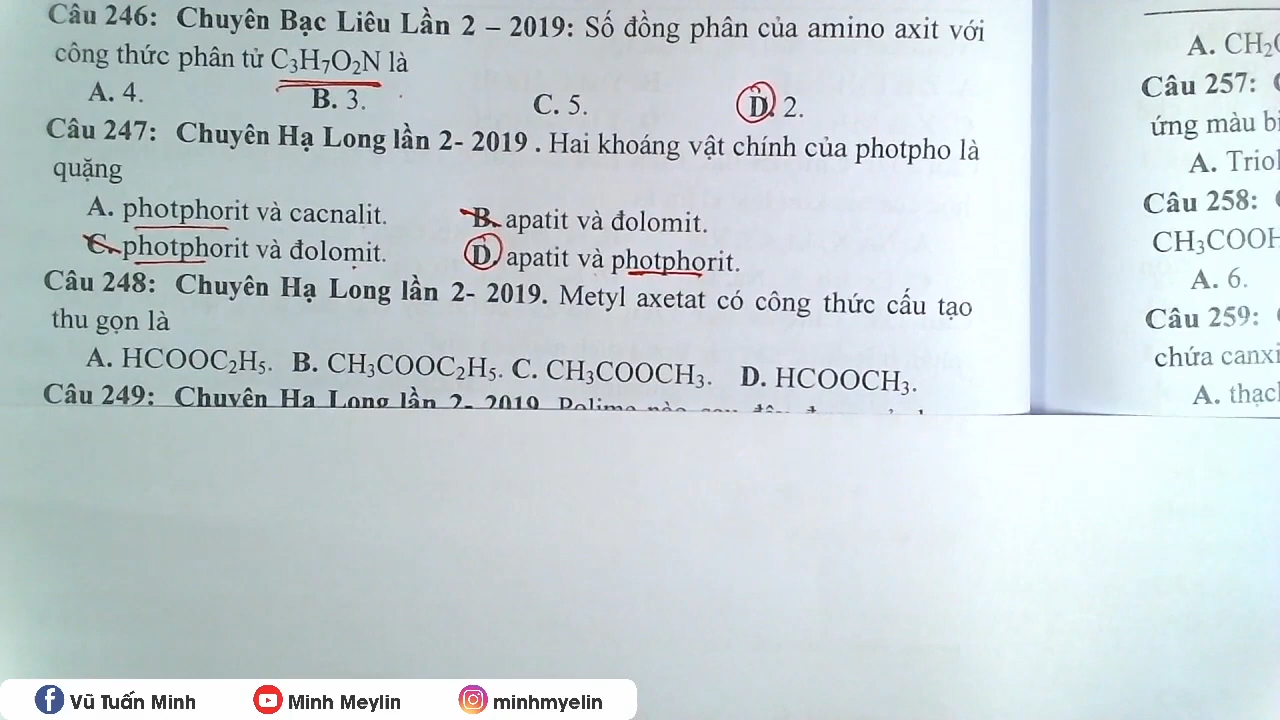 Câu 246: Chuyên Bạc Liêu Lần 2 – 2019: Số đồng phân của amino axit với
công thức phân tử C₃H₇O₂N là
A. 4. B. 3. C. 5. D. 2.
Câu 247: Chuyên Hạ Long lần 2- 2019 . Hai khoáng vật chính của photpho là
quặng
A. photphorit và cacnalit. B. apatit và đolomit.
C. photphorit và đolomit. D. apatit và photphorit.
Câu 248: Chuyên Hạ Long lần 2- 2019. Metyl axetat có công thức cấu tạo
thu gọn là
A. HCOOC₂H₅. B. CH₃COOC₂H₅. C. CH₃COOCH₃. D. HCOOCH₃.
Câu 249: Chuyên Hạ Long lần 2- 2019. Polime nào sau đây
A. CH₂
Câu 257:
ứng màu
A.
Câu 258:
CH₃COOH
A. 6.
Câu 259:
chứa canxi
A.
Vũ Tuấn Minh Minh Meylin minhmyelin